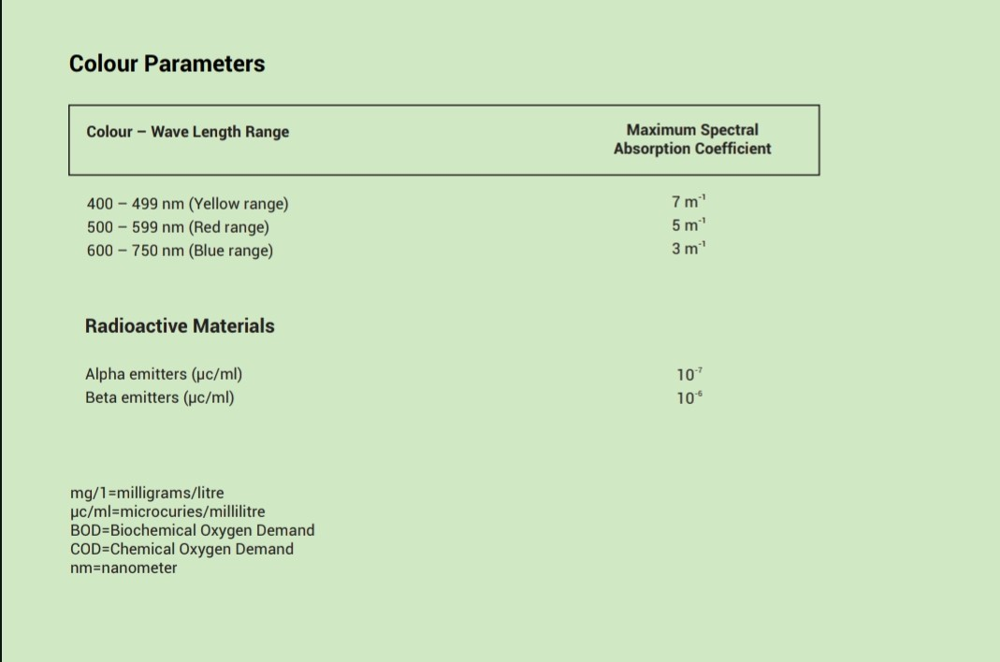 Colour Parameters
Colour – Wave Length Range
Maximum Spectral
Absorption Coefficient
400 – 499 nm (Yellow range) 7 m⁻¹
500 – 599 nm (Red range) 5 m⁻¹
600 – 750 nm (Blue range) 3 m⁻¹
Radioactive Materials
Alpha emitters (µc/ml) 10⁻⁷
Beta emitters (µc/ml) 10⁻⁶
mg/1=milligrams/litre
µc/ml=microcuries/millilitre
BOD=Biochemical Oxygen Demand
COD=Chemical Oxygen Demand
nm=nanometer